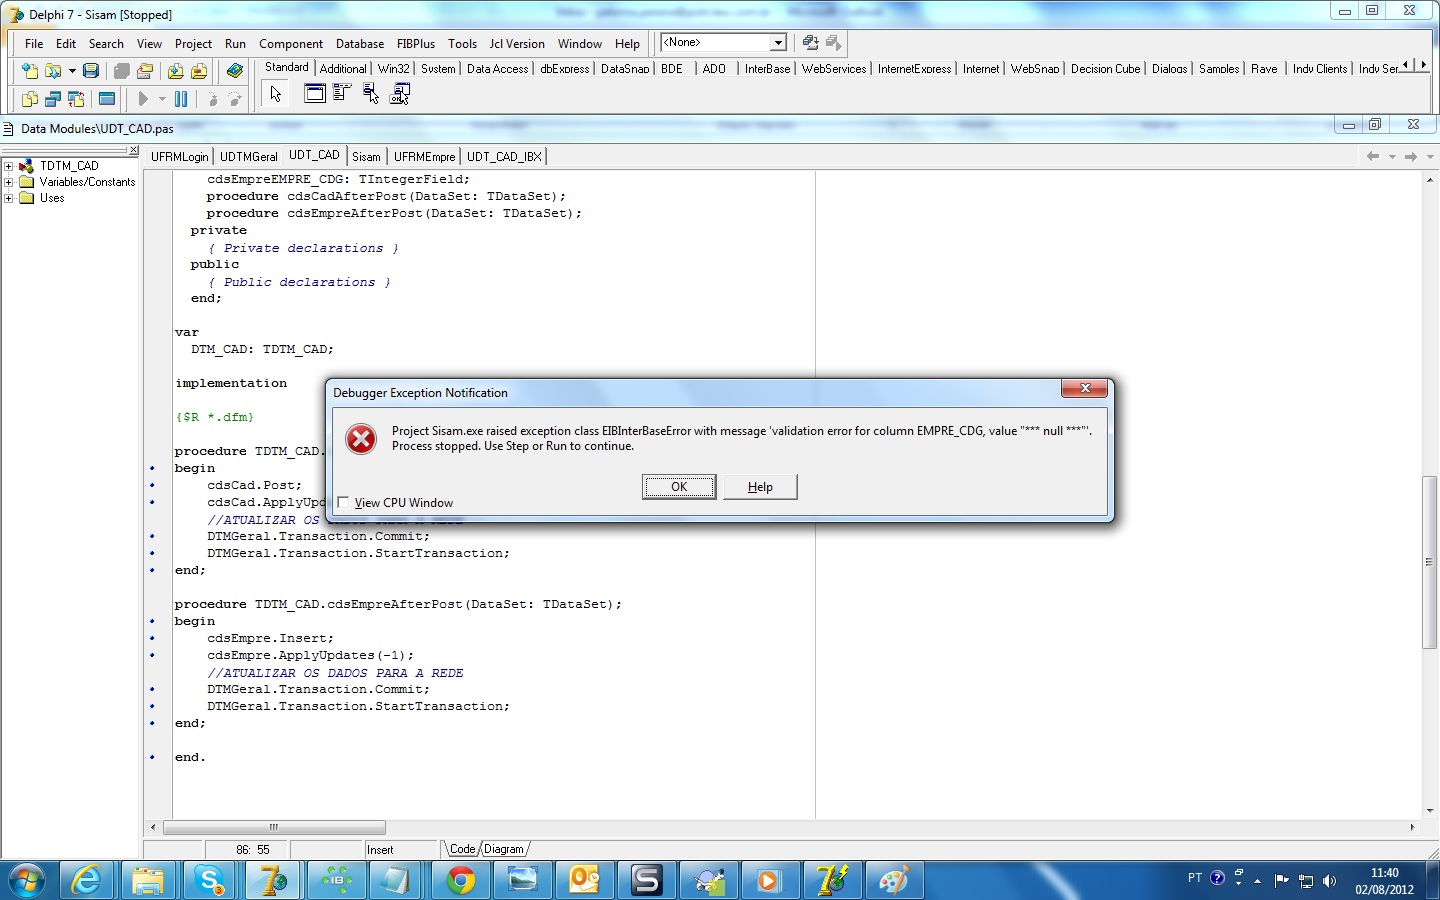 Delphi 7 - Sisam [Stopped]
File Edit Search View Project Run Component Database FIBPlus Tools Jcl Version Window Help <None>
Standard Additional Win32 System Data Access dbExpress DataSnap BDE ADO InterBase WebServices InternetExpress Internet WebSnap Decision Cube Dialogs Samples Rave Indy Clients Indy Ser
Data Modules\UDT_CAD.pas
TDTM_CAD
Variables/Constants
Uses
UFRMLogin UDTMGeral UDT_CAD Sisam UFRMEmpre UDT_CAD_IBX
cdsEmpreEMPRE_CDG: TIntegerField;
procedure cdsCadAfterPost(DataSet: TDataSet);
procedure cdsEmpreAfterPost(DataSet: TDataSet);
private
{ Private declarations }
public
{ Public declarations }
end;
var
DTM_CAD: TDTM_CAD;
implementation
{$R *.dfm}
procedure TDTM_CAD.
begin
cdsCad.Post;
cdsCad.ApplyUpd
//ATUALIZAR OS
DTMGeral.Transaction.Commit;
DTMGeral.Transaction.StartTransaction;
end;
procedure TDTM_CAD.cdsEmpreAfterPost(DataSet: TDataSet);
begin
cdsEmpre.Insert;
cdsEmpre.ApplyUpdates(-1);
//ATUALIZAR OS DADOS PARA A REDE
DTMGeral.Transaction.Commit;
DTMGeral.Transaction.StartTransaction;
end;
end.
Debugger Exception Notification
Project Sisam.exe raised exception class EIBInterBaseError with message 'validation error for column EMPRE_CDG, value "*** null ***"'.
Process stopped. Use Step or Run to continue.
OK Help
View CPU Window
86: 55 Insert Code Diagram
PT 11:40
02/08/2012